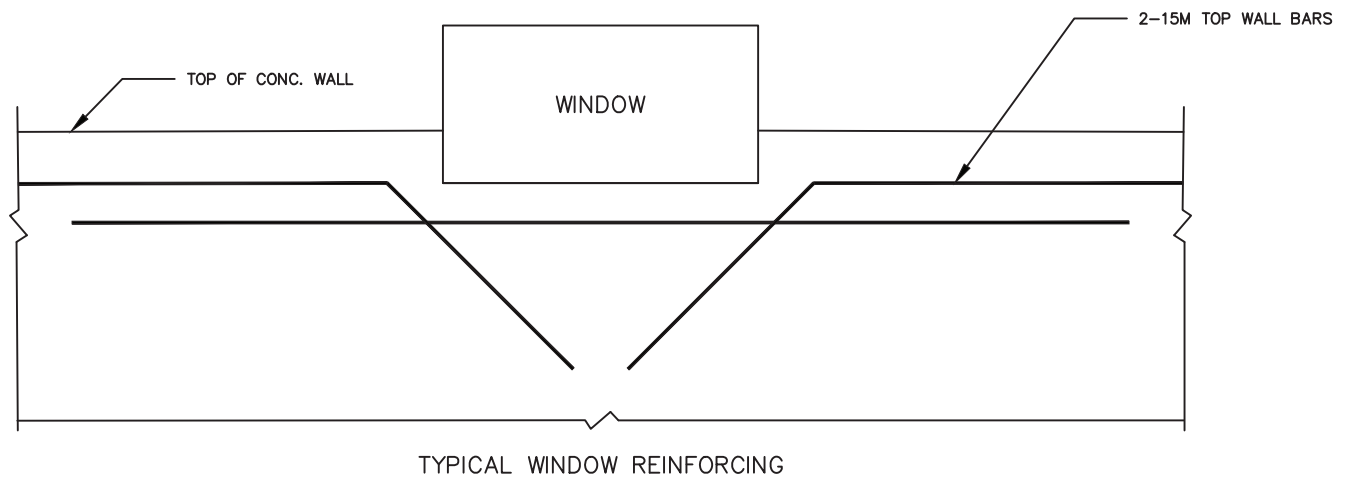 2-15M TOP WALL BARS
TOP OF CONC. WALL
WINDOW
TYPICAL WINDOW REINFORCING